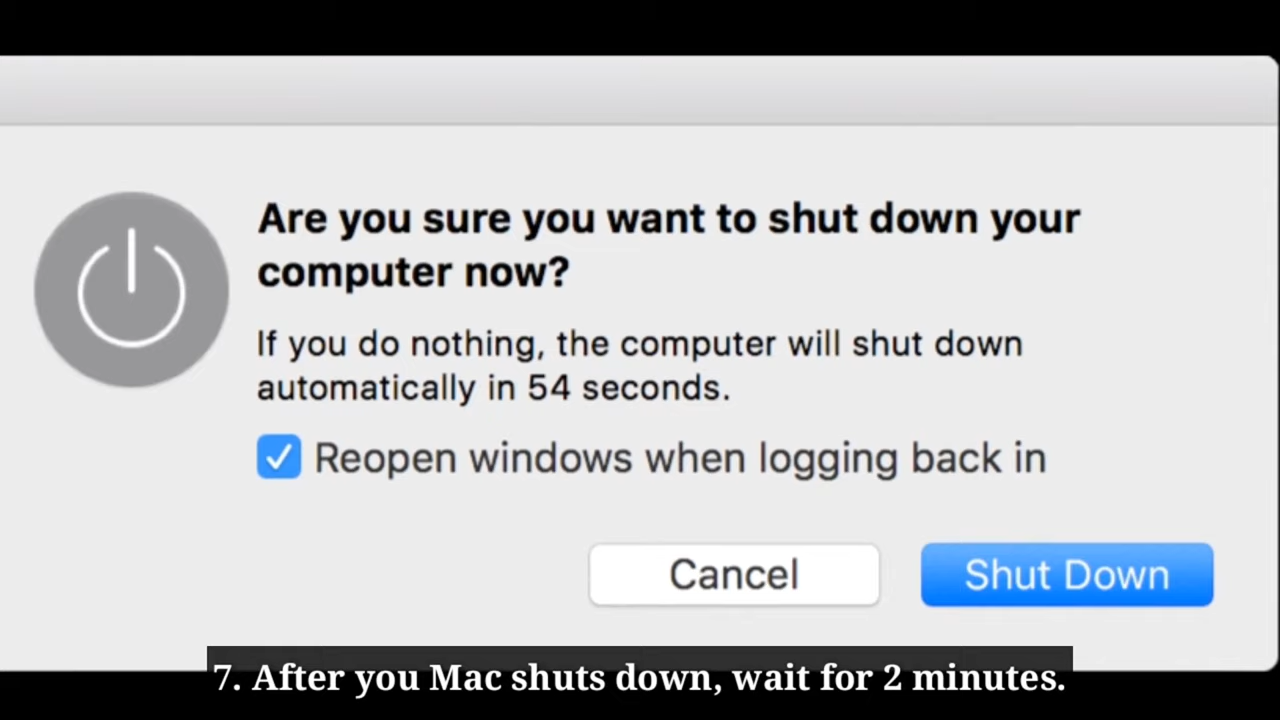 Are you sure you want to shut down your
computer now?
If you do nothing, the computer will shut down
automatically in 54 seconds.
Reopen windows when logging back in
Cancel
Shut Down
7. After you Mac shuts down, wait for 2 minutes.